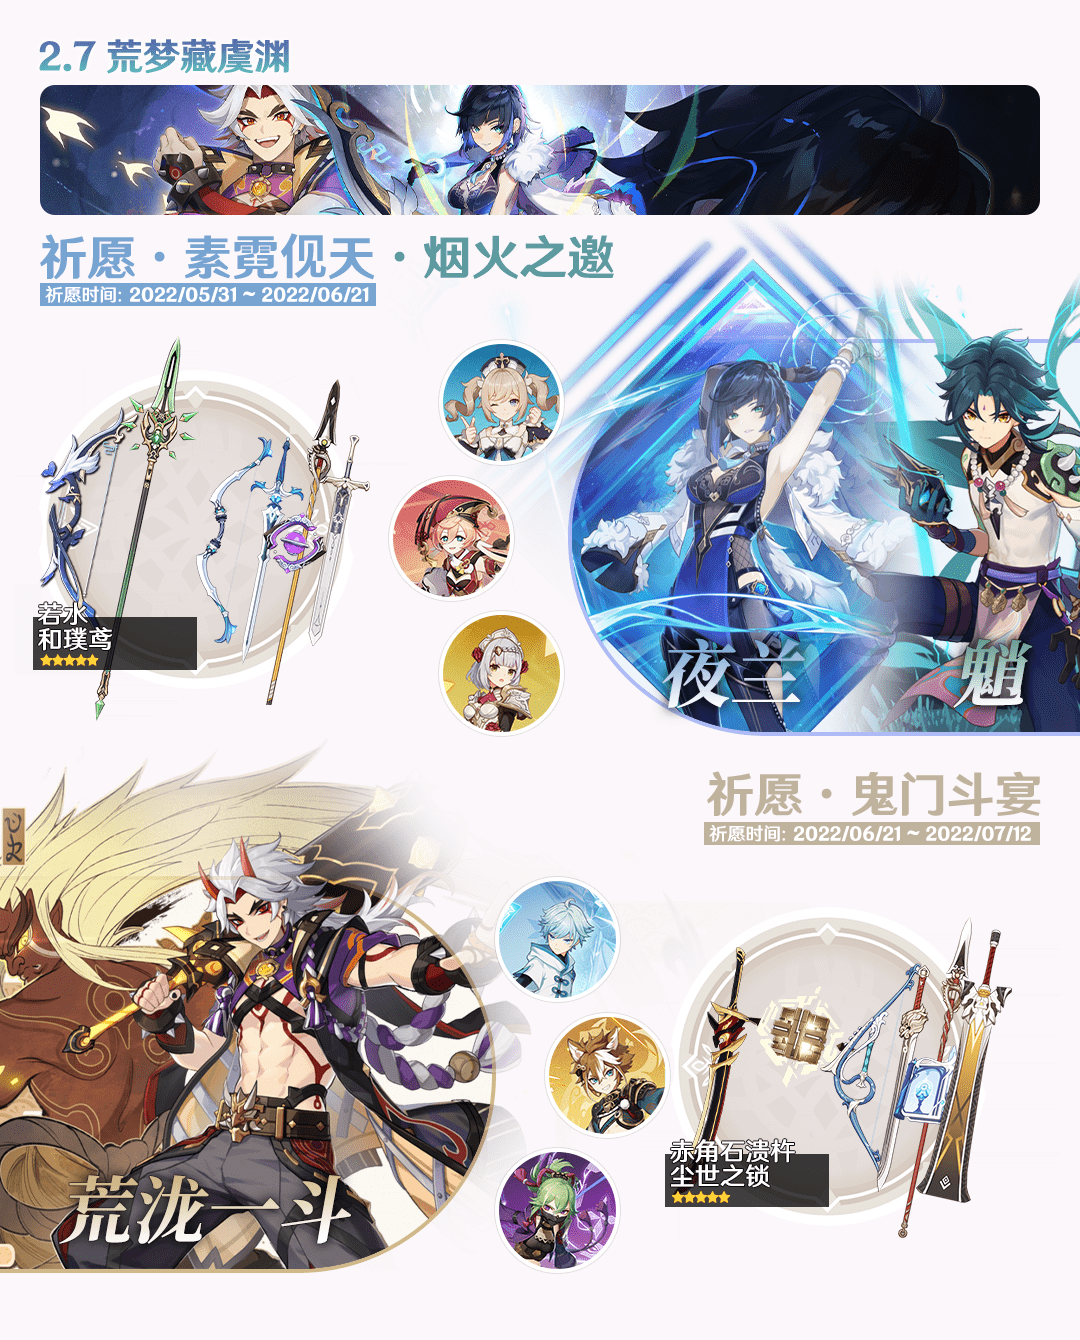 2.7 荒梦藏虞渊
祈愿·素霓伣天·烟火之邀
祈愿时间: 2022/05/31 ~ 2022/06/21
若水
和璞鸢
夜兰
魈
祈愿·鬼门斗宴
祈愿时间: 2022/06/21 ~ 2022/07/12
赤角石溃杵
尘世之锁
荒泷一斗